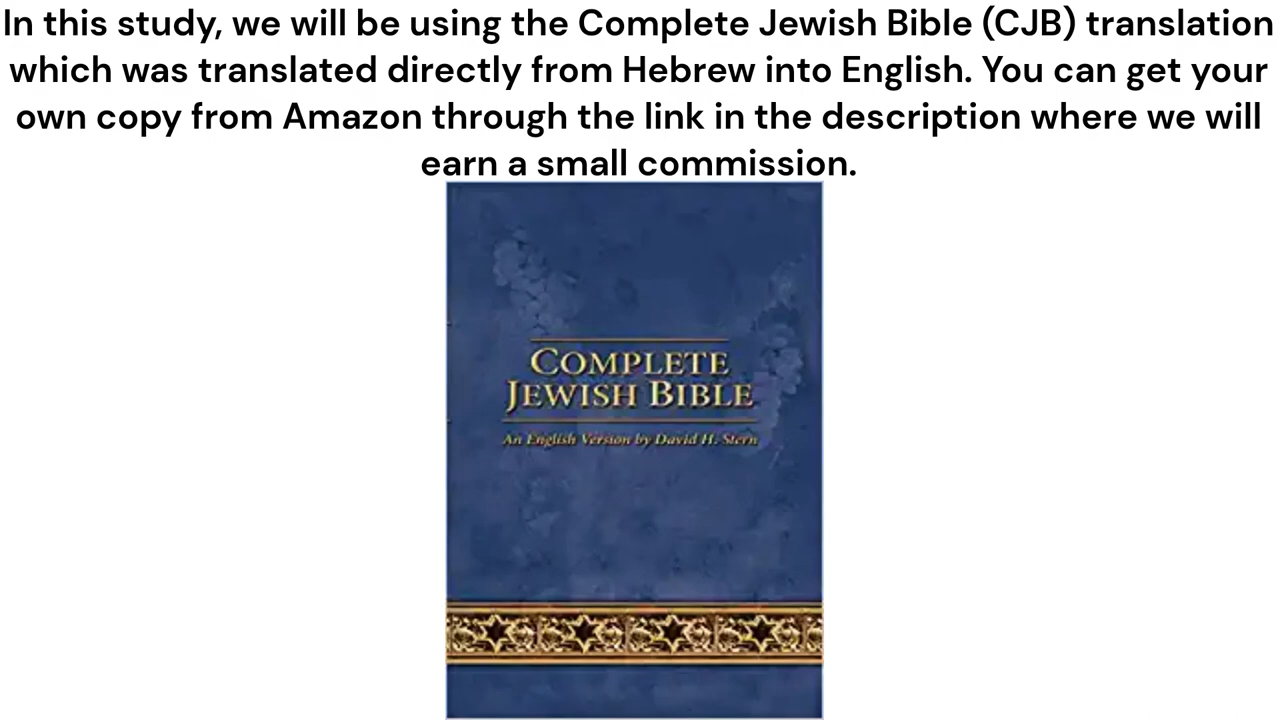 In this study, we will be using the Complete Jewish Bible (CJB) translation
which was translated directly from Hebrew into English. You can get your
own copy from Amazon through the link in the description where we will
earn a small commission.
COMPLETE
JEWISH BIBLE
An English Version by David H. Stern